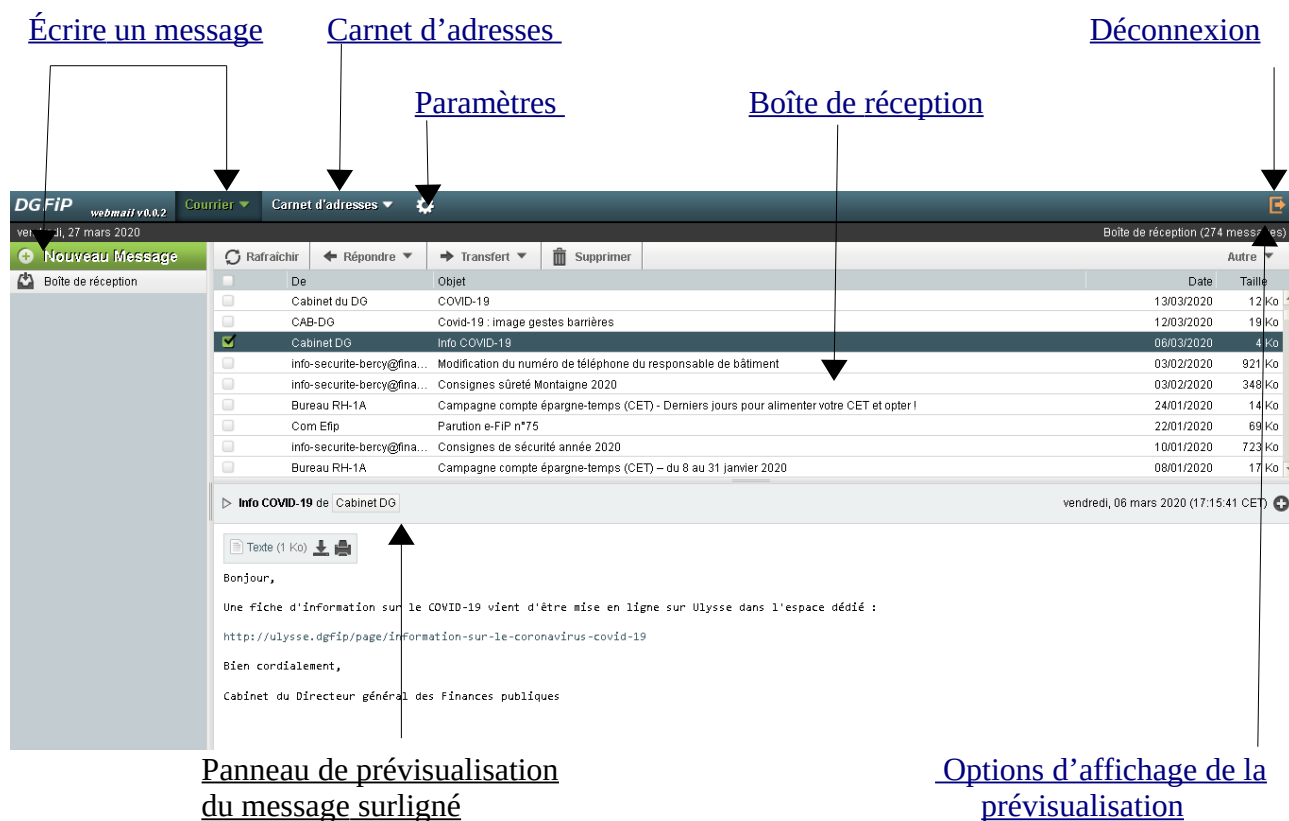 Écrire un message Carnet d’adresses Déconnexion
Paramètres Boîte de réception
DGFiP webmail v0.0.2 Courrier Carnet d'adresses
vendredi, 27 mars 2020 Boîte de réception (274 messages)
Nouveau Message Rafraîchir Répondre Transfert Supprimer Autre
Boîte de réception De Objet Date Taille
Cabinet du DG COVID-19 13/03/2020 12 Ko
CAB-DG Covid-19 : image gestes barrières 12/03/2020 19 Ko
Cabinet DG Info COVID-19 06/03/2020 4 Ko
info-securite-bercy@fina... Modification du numéro de téléphone du responsable de bâtiment 03/02/2020 921 Ko
info-securite-bercy@fina... Consignes sûreté Montaigne 2020 03/02/2020 348 Ko
Bureau RH-1A Campagne compte épargne-temps (CET) - Derniers jours pour alimenter votre CET et opter ! 24/01/2020 14 Ko
Com Efip Parution e-FiP n°75 22/01/2020 69 Ko
info-securite-bercy@fina... Consignes de sécurité année 2020 10/01/2020 723 Ko
Bureau RH-1A Campagne compte épargne-temps (CET) – du 8 au 31 janvier 2020 08/01/2020 17 Ko
Info COVID-19 de Cabinet DG vendredi, 06 mars 2020 (17:15:41 CET)
Texte (1 Ko)
Bonjour,
Une fiche d'information sur le COVID-19 vient d'être mise en ligne sur Ulysse dans l'espace dédié :
http://ulysse.dgfip/page/information-sur-le-coronavirus-covid-19
Bien cordialement,
Cabinet du Directeur général des Finances publiques
Panneau de prévisualisation
du message surligné
Options d’affichage de la
prévisualisation